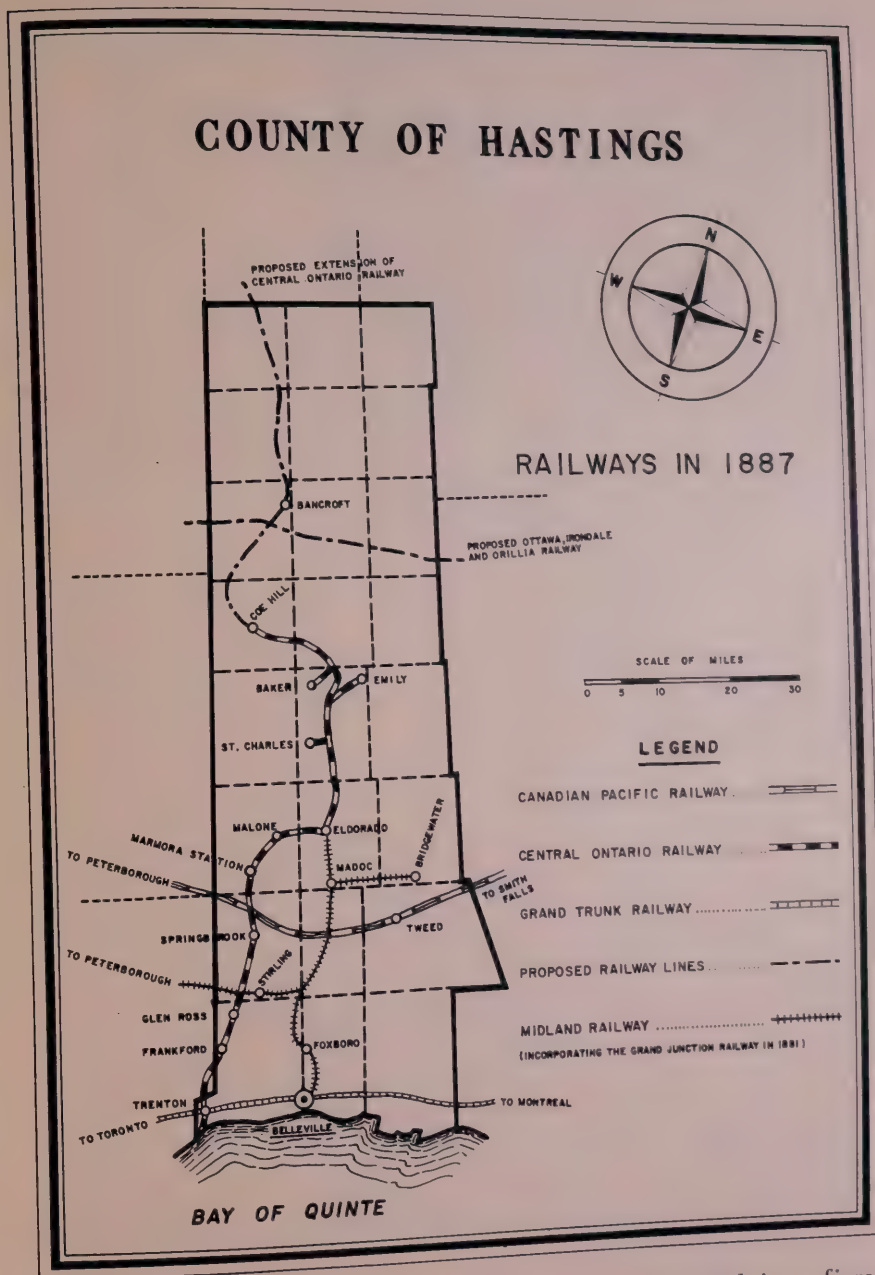 COUNTY OF HASTINGS
N
W
E
S
PROPOSED EXTENSION OF
CENTRAL ONTARIO RAILWAY
RAILWAYS IN 1887
BANCROFT
PROPOSED OTTAWA, IRONDALE
AND ORILLIA RAILWAY
COE HILL
SCALE OF MILES
0 5 10 20 30
BAKER
EMILY
ST. CHARLES
LEGEND
CANADIAN PACIFIC RAILWAY.
CENTRAL ONTARIO RAILWAY .....
GRAND TRUNK RAILWAY..............
PROPOSED RAILWAY LINES.. .....
MIDLAND RAILWAY ......................
(INCORPORATING THE GRAND JUNCTION RAILWAY IN 1881)
MALONE
ELDORADO
BRIDGEWATER
MARMORA STATION
TO PETERBOROUGH
MADOC
TO SMITH
FALLS
SPRINGBROOK
TWEED
TO PETERBOROUGH
STIRLING
GLEN ROSS
FRANKFORD
FOXBORO
TRENTON
TO TORONTO
TO MONTREAL
BELLEVILLE
BAY OF QUINTE